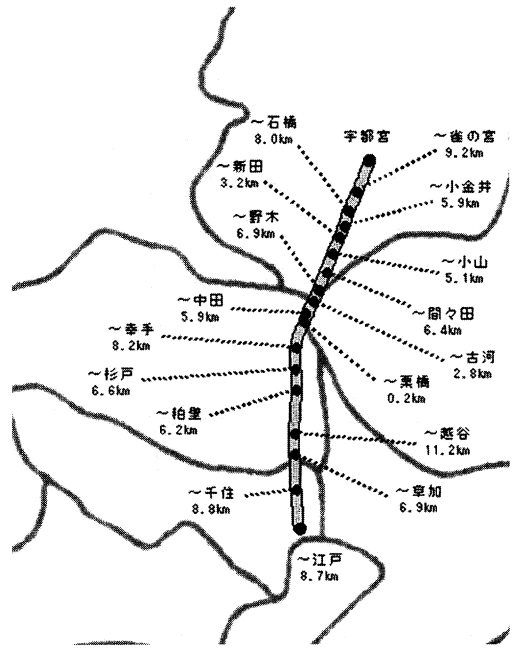 ～石橋
8.0km
宇都宮
～雀の宮
9.2km
～新田
3.2km
～小金井
5.9km
～野木
6.9km
～小山
5.1km
～中田
5.9km
～間々田
6.4km
～幸手
8.2km
～古河
2.8km
～杉戸
6.6km
～栗橋
0.2km
～粕壁
6.2km
～越谷
11.2km
～千住
8.8km
～草加
6.9km
～江戸
8.7km